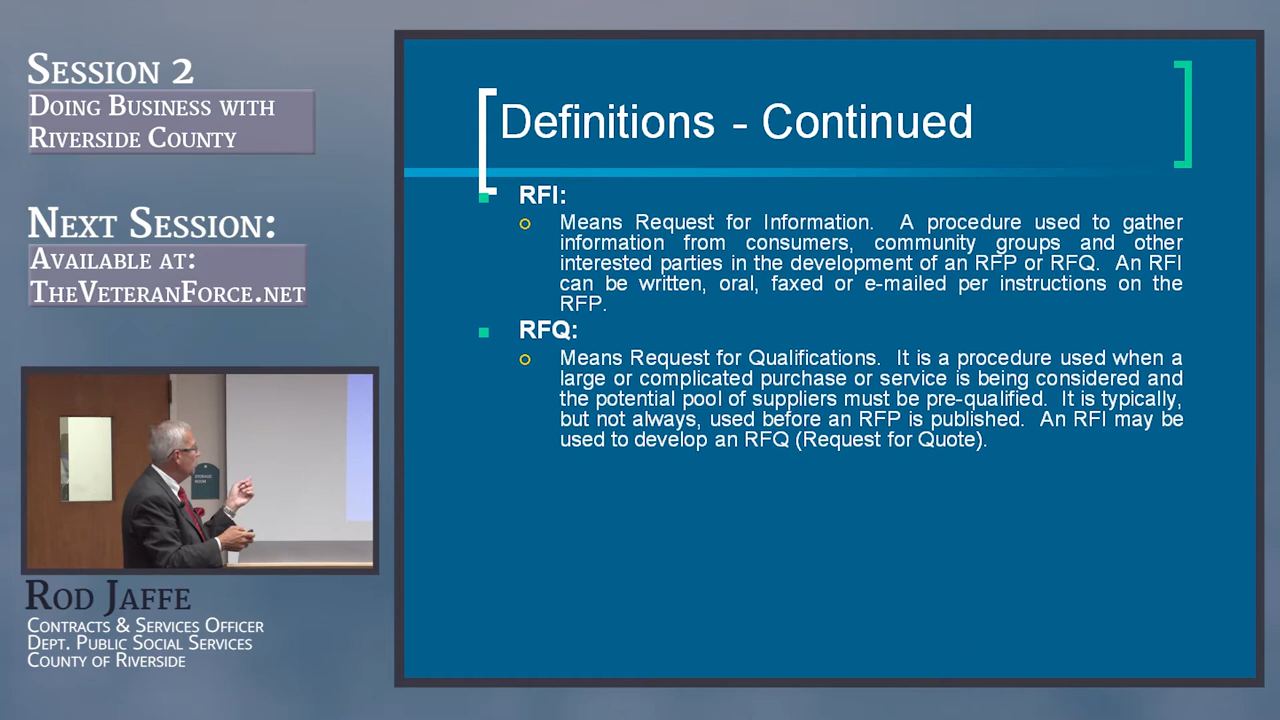 Session 2
Doing Business with
Riverside County
Next Session:
Available at:
TheVeteranForce.net
Rod Jaffe
Contracts & Services Officer
Dept. Public Social Services
County of Riverside
Definitions - Continued
RFI:
Means Request for Information. A procedure used to gather
information from consumers, community groups and other
interested parties in the development of an RFP or RFQ. An RFI
can be written, oral, faxed or e-mailed per instructions on the
RFP.
RFQ:
Means Request for Qualifications. It is a procedure used when a
large or complicated purchase or service is being considered and
the potential pool of suppliers must be pre-qualified. It is typically,
but not always, used before an RFP is published. An RFI may be
used to develop an RFQ (Request for Quote).